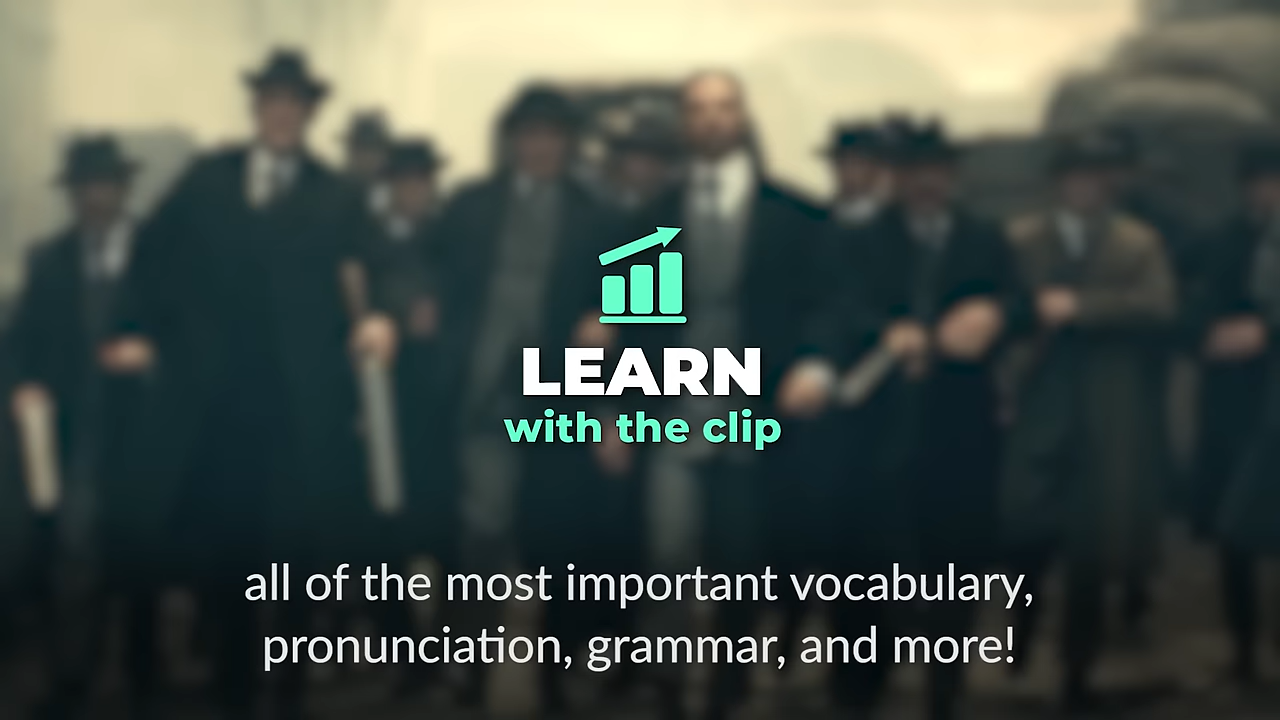 LEARN
with the clip
all of the most important vocabulary,
pronunciation, grammar, and more!